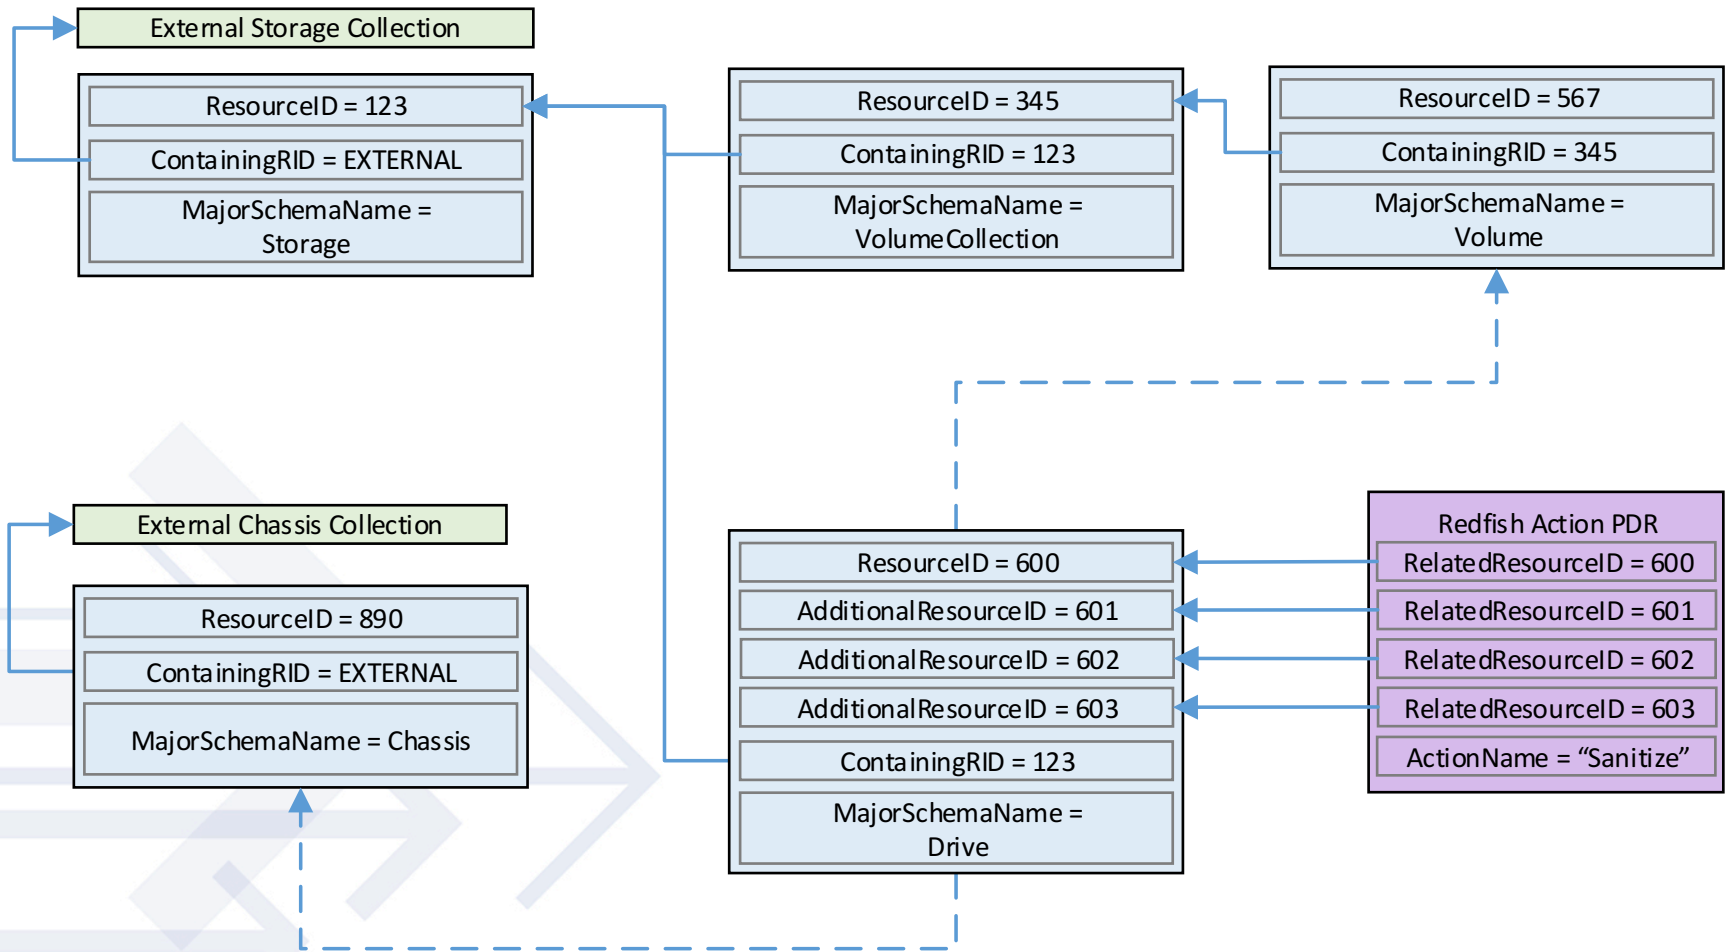 External Storage Collection
ResourceID = 123
ContainingRID = EXTERNAL
MajorSchemaName =
Storage
ResourceID = 345
ContainingRID = 123
MajorSchemaName =
VolumeCollection
ResourceID = 567
ContainingRID = 345
MajorSchemaName =
Volume
External Chassis Collection
ResourceID = 890
ContainingRID = EXTERNAL
MajorSchemaName = Chassis
ResourceID = 600
AdditionalResourceID = 601
AdditionalResourceID = 602
AdditionalResourceID = 603
ContainingRID = 123
MajorSchemaName =
Drive
Redfish Action PDR
RelatedResourceID = 600
RelatedResourceID = 601
RelatedResourceID = 602
RelatedResourceID = 603
ActionName = “Sanitize”